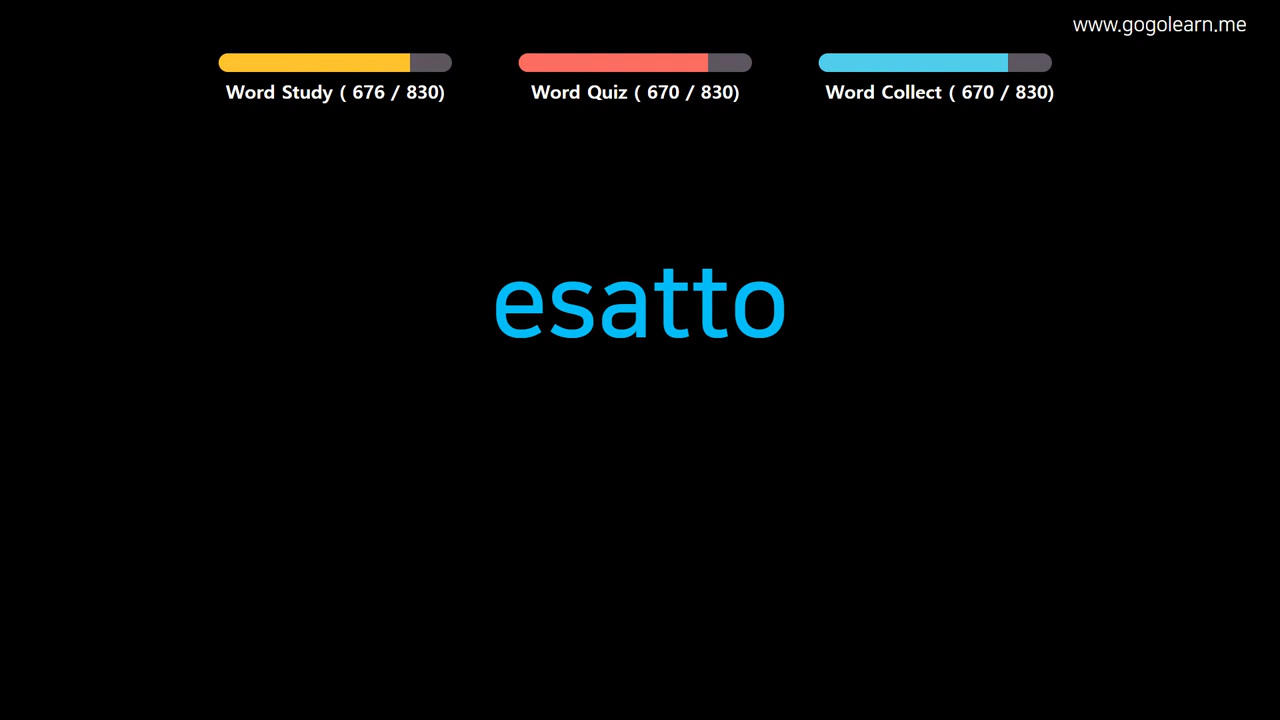 www.gogolearn.me
Word Study ( 676 / 830)
Word Quiz ( 670 / 830)
Word Collect ( 670 / 830)
esatto